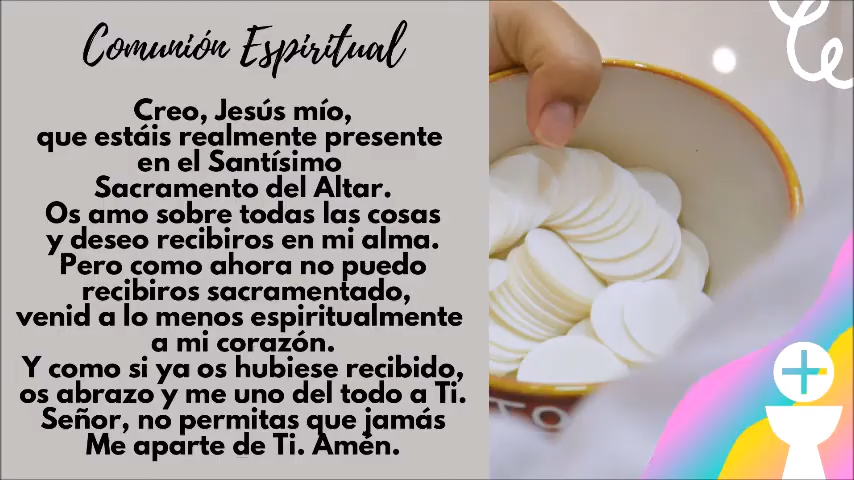 Comunión Espiritual
Creo, Jesús mío,
que estáis realmente presente
en el Santísimo
Sacramento del Altar.
Os amo sobre todas las cosas
y deseo recibiros en mi alma.
Pero como ahora no puedo
recibiros sacramentado,
venid a lo menos espiritualmente
a mi corazón.
Y como si ya os hubiese recibido,
os abrazo y me uno del todo a Ti.
Señor, no permitas que jamás
Me aparte de Ti. Amén.